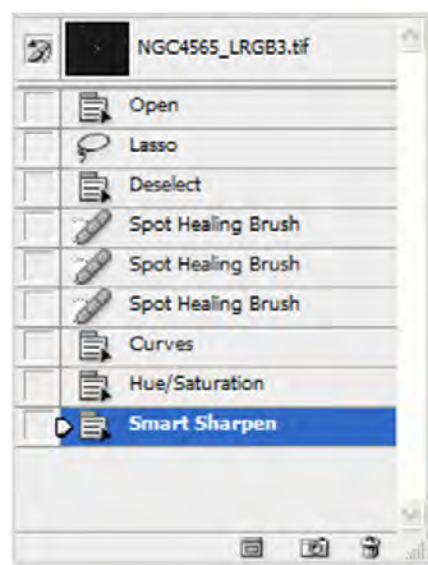 NGC4565_LRGB3.tif
Open
Lasso
Deselect
Spot Healing Brush
Spot Healing Brush
Spot Healing Brush
Curves
Hue/Saturation
Smart Sharpen